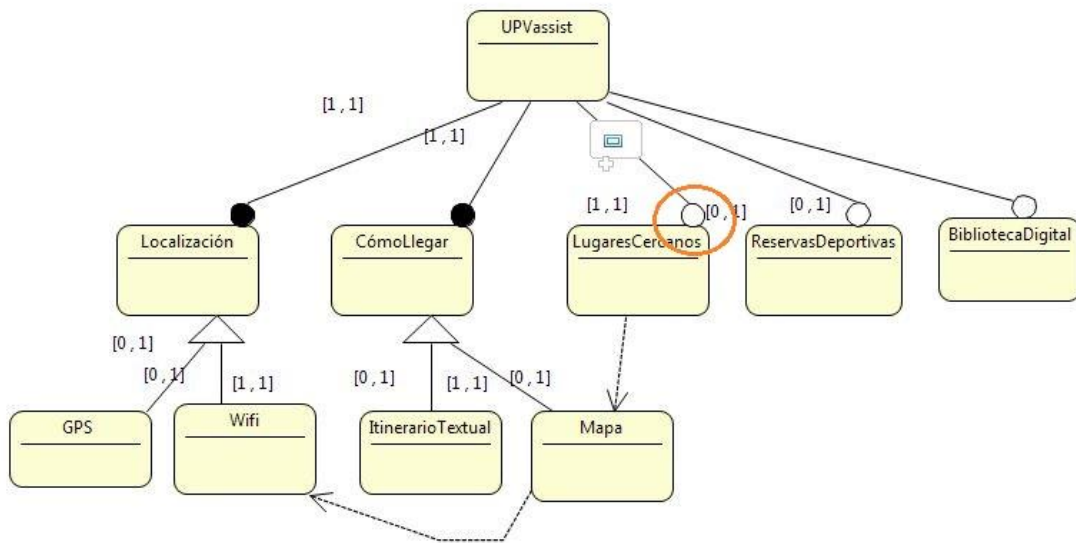 UPVassist
[1 , 1]
[1 , 1]
[1 , 1]
[0 , 1]
[0 , 1]
Localización
CómoLlegar
LugaresCercanos
ReservasDeportivas
BibliotecaDigital
[0 , 1]
[0 , 1]
[1 , 1]
[0 , 1]
[1 , 1]
[0 , 1]
GPS
Wifi
ItinerarioTextual
Mapa